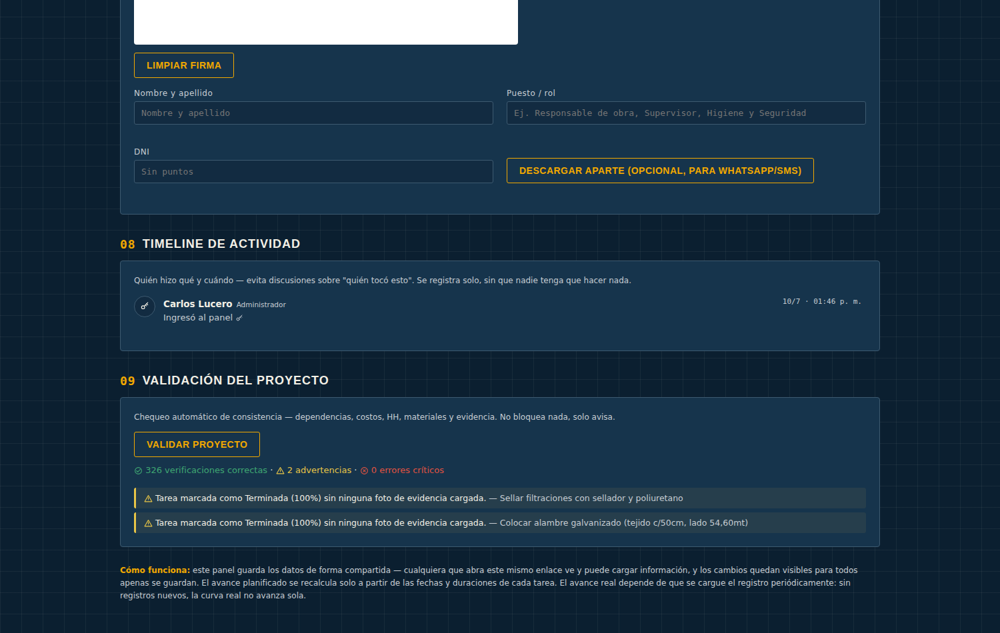 LIMPIAR FIRMA
Nombre y apellido
Puesto / rol
Nombre y apellido
Ej. Responsable de obra, Supervisor, Higiene y Seguridad
DNI
Sin puntos
DESCARGAR APARTE (OPCIONAL, PARA WHATSAPP/SMS)
08 TIMELINE DE ACTIVIDAD
Quién hizo qué y cuándo — evita discusiones sobre "quién tocó esto". Se registra solo, sin que nadie tenga que hacer nada.
Carlos Lucero Administrador
10/7 · 01:46 p. m.
Ingresó al panel
09 VALIDACIÓN DEL PROYECTO
Chequeo automático de consistencia — dependencias, costos, HH, materiales y evidencia. No bloquea nada, solo avisa.
VALIDAR PROYECTO
326 verificaciones correctas · 2 advertencias · 0 errores críticos
Tarea marcada como Terminada (100%) sin ninguna foto de evidencia cargada. — Sellar filtraciones con sellador y poliuretano
Tarea marcada como Terminada (100%) sin ninguna foto de evidencia cargada. — Colocar alambre galvanizado (tejido c/50cm, lado 54,60mt)
Cómo funciona: este panel guarda los datos de forma compartida — cualquiera que abra este mismo enlace ve y puede cargar información, y los cambios quedan visibles para todos
apenas se guardan. El avance planificado se recalcula solo a partir de las fechas y duraciones de cada tarea. El avance real depende de que se cargue el registro periódicamente: sin
registros nuevos, la curva real no avanza sola.